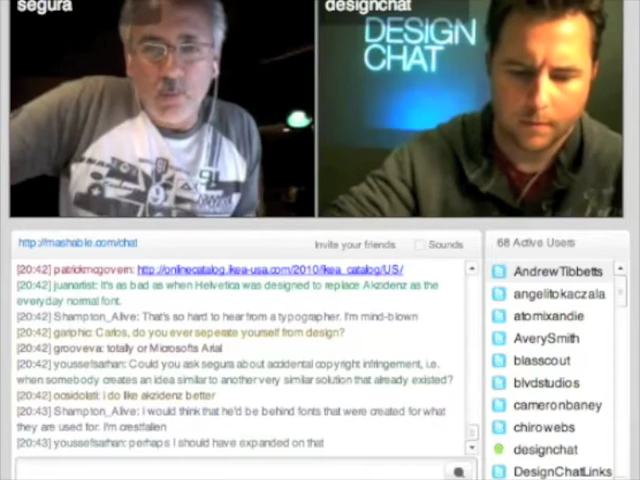 segura
designchat
DESIGN
CHAT
http://mashable.com/chat
Invite your friends
Sounds
68 Active Users
[20:42] patrickmcgovern: http://onlinecatalog.ikea-usa.com/2010/ikea_catalog/US/
[20:42] juanartist: It's as bad as when Helvetica was designed to replace Akzidenz as the
everyday normal font.
[20:42] Shampton_Alive: That's so hard to hear from a typographer. I'm mind-blown
[20:42] gariphic: Carlos, do you ever seperate yourself from design?
[20:42] grooveva: totally or Microsofts Arial
[20:42] youssefsarhan: Could you ask segura about accidental copyright infringement, i.e.
when somebody creates an idea similar to another very similar solution that already existed?
[20:42] oosidolati: I do like akzidenz better
[20:43] Shampton_Alive: I would think that he'd be behind fonts that were created for what
they are used for. I'm crestfallen
[20:43] youssefsarhan: perhaps I should have expanded on that
AndrewTibbetts
angelitokaczala
atomixandie
AverySmith
blasscout
blvdstudios
cameronbaney
chirowebs
designchat
DesignChatLinks